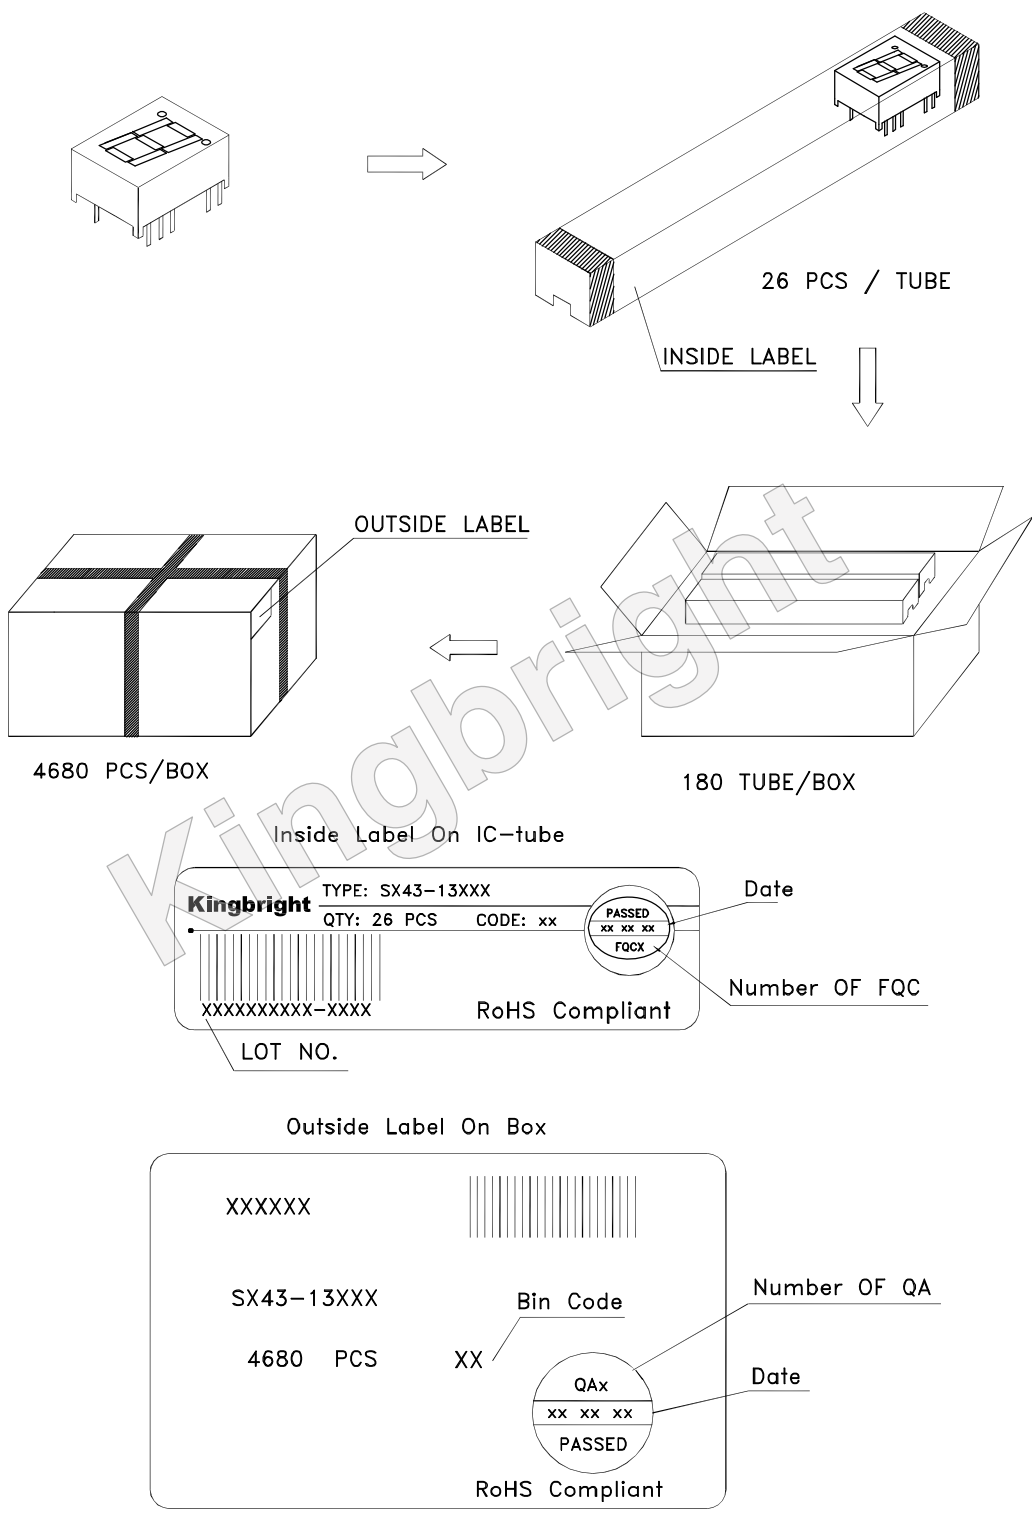 26 PCS / TUBE
INSIDE LABEL
OUTSIDE LABEL
4680 PCS/BOX
180 TUBE/BOX
Kingbright
Inside Label On IC-tube
Kingbright
TYPE: SX43-13XXX
QTY: 26 PCS CODE: xx
PASSED
xx xx xx
FQCX
Date
Number OF FQC
XXXXXXXXXX-XXXX
RoHS Compliant
LOT NO.
Outside Label On Box
XXXXXX
SX43-13XXX
Bin Code
4680 PCS XX
Number OF QA
Date
QAx
xx xx xx
PASSED
RoHS Compliant